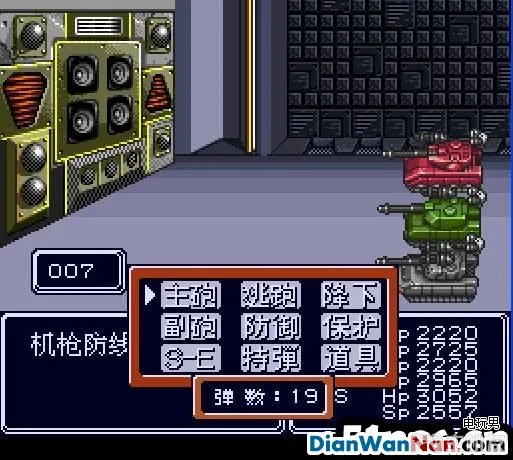 007
主砲 逃跑 降下
副砲 防御 保护
S-E 特弹 道具
弹数:19
机枪防线
S
p 2220
p 2725
p 2220
p 2965
Hp 3052
Sp 2557
电玩男
DianWanNan.com